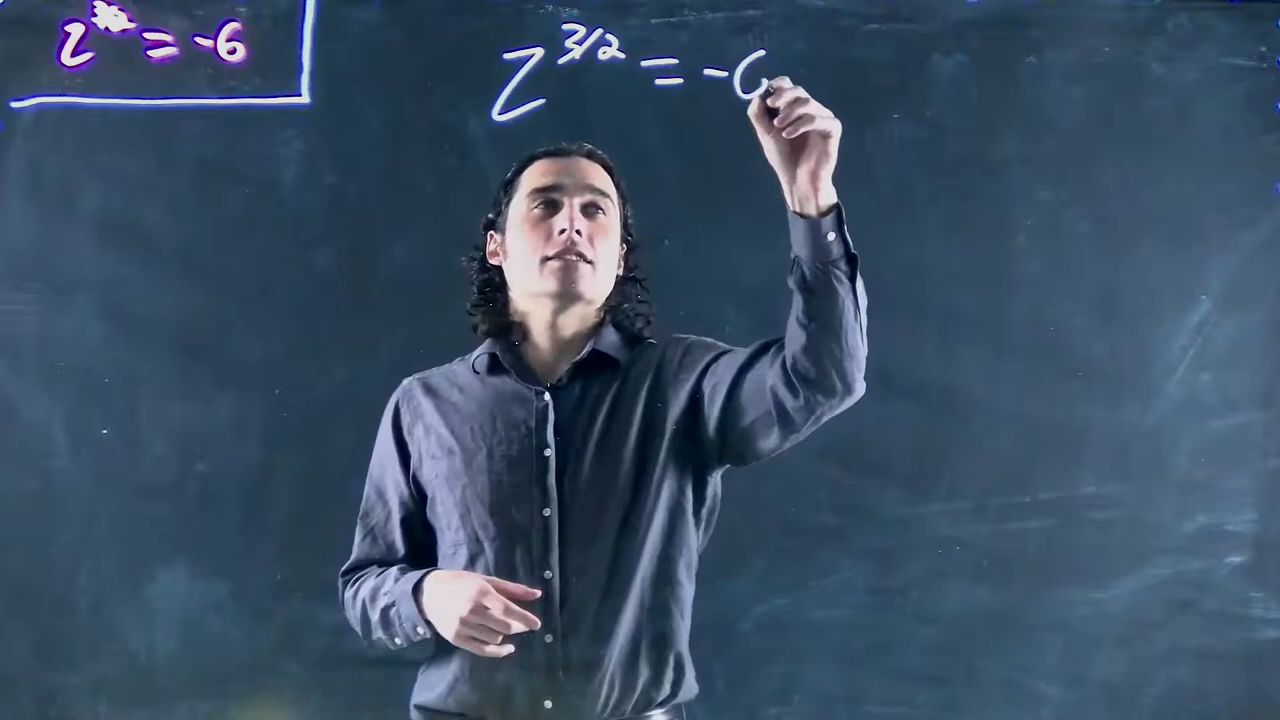 z = -6
z^3/2 = -6